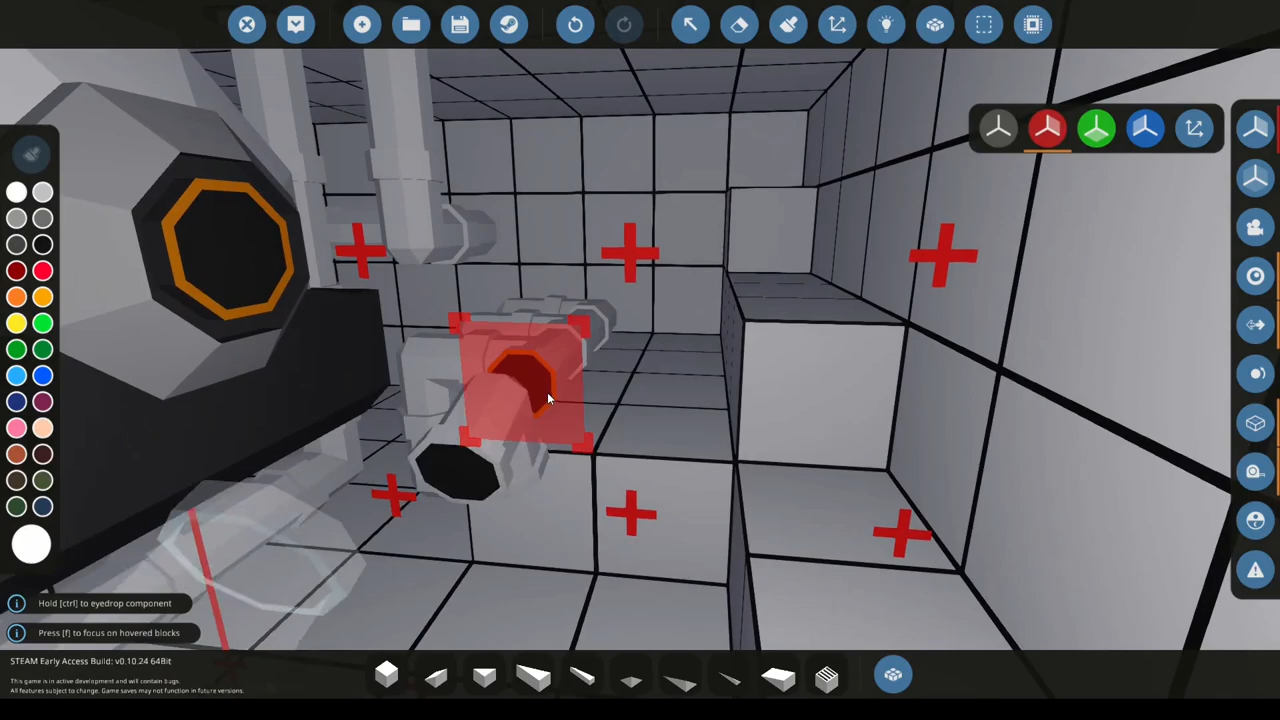 Hold [ctrl] to eyedrop component
Press [f] to focus on hovered blocks
STEAM Early Access Build: v0.10.24 64Bit
This game is in active development and will contain bugs.
All features subject to change. Game saves may not function in future versions.